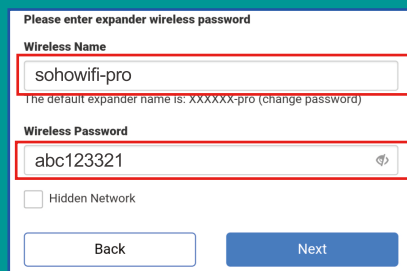 Please enter expander wireless password
Wireless Name
sohowifi-pro
The default expander name is: XXXXXX-pro (change password)
Wireless Password
abc123321
Hidden Network
Back
Next